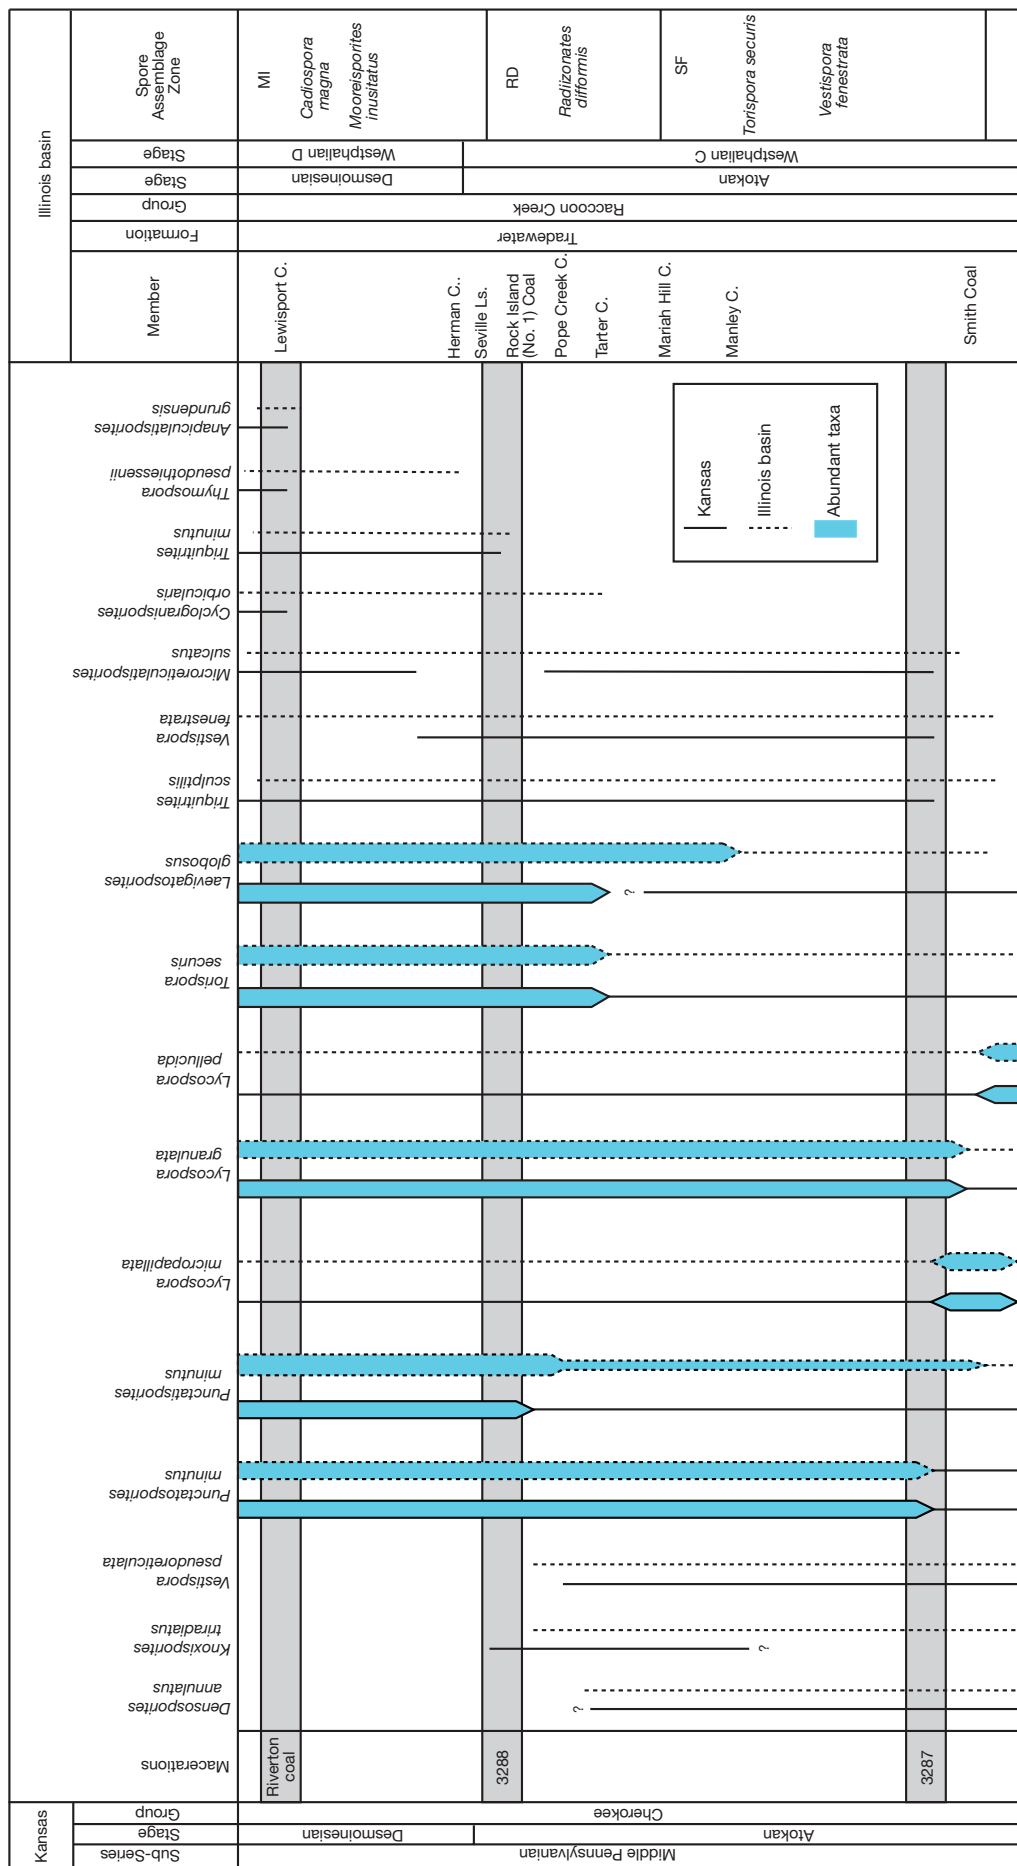 Illinois basin
Spore
Assemblage
Zone
MI
Cadiospora
magna
Mooreisporites
inusitatus
RD
Radiizonates
difformis
SF
Torispora securis
Vestispora
fenestrata
Stage
Westphalian D
Westphalian C
Stage
Desmoinesian
Atokan
Group
Raccoon Creek
Formation
Tradewater
Member
Lewisport C.
Herman C..
Seville Ls.
Rock Island
(No. 1) Coal
Pope Creek C.
Tarter C.
Mariah Hill C.
Manley C.
Smith Coal
Anapiculatisporites
grundensis
Thymospora
pseudothiessenii
Triquitrites
minutus
Cyclogranisporites
orbicularis
Microreticulatisporites
sulcatus
Vestispora
fenestrata
Triquitrites
sculptilis
Laevigatosporites
globosus
?
Torispora
securis
Lycospora
pellucida
Lycospora
granulata
Lycospora
micropapillata
Punctatisporites
minutus
Punctatosporites
minutus
Vestispora
pseudoreticulata
Knoxisporites
triradiatus
?
Densosporites
annulatus
?
Kansas
Illinois basin
Abundant taxa
Macerations
Riverton
coal
3288
3287
Kansas
Group
Cherokee
Stage
Desmoinesian
Atokan
Sub-Series
Middle Pennsylvanian